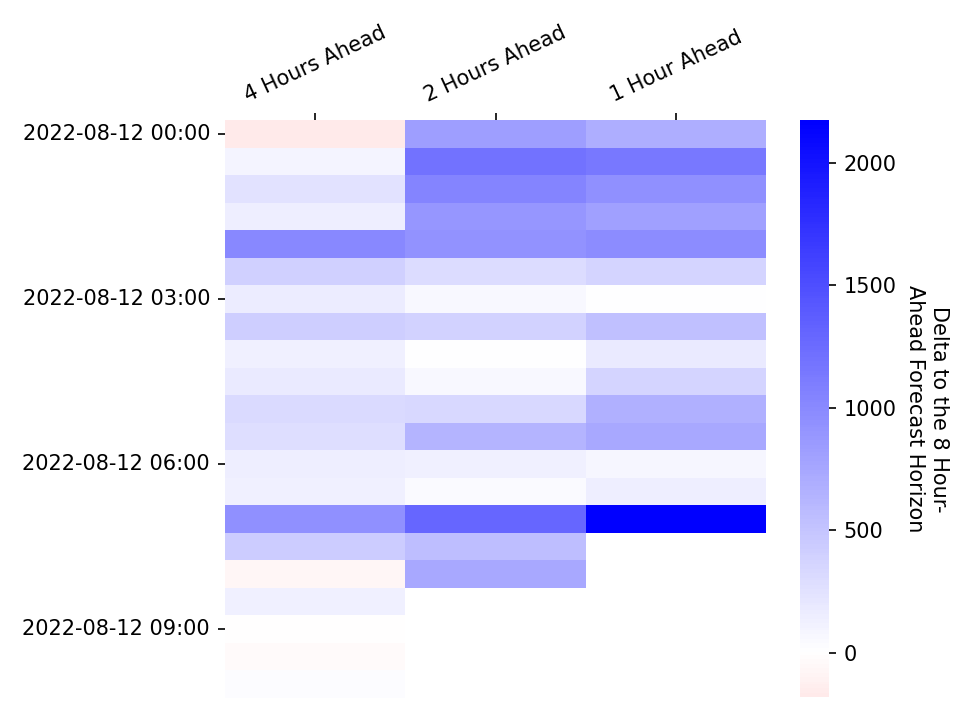 4 Hours Ahead
2 Hours Ahead
1 Hour Ahead
2022-08-12 00:00
2022-08-12 03:00
2022-08-12 06:00
2022-08-12 09:00
2000
1500
1000
500
0
Delta to the 8 Hour-
Ahead Forecast Horizon